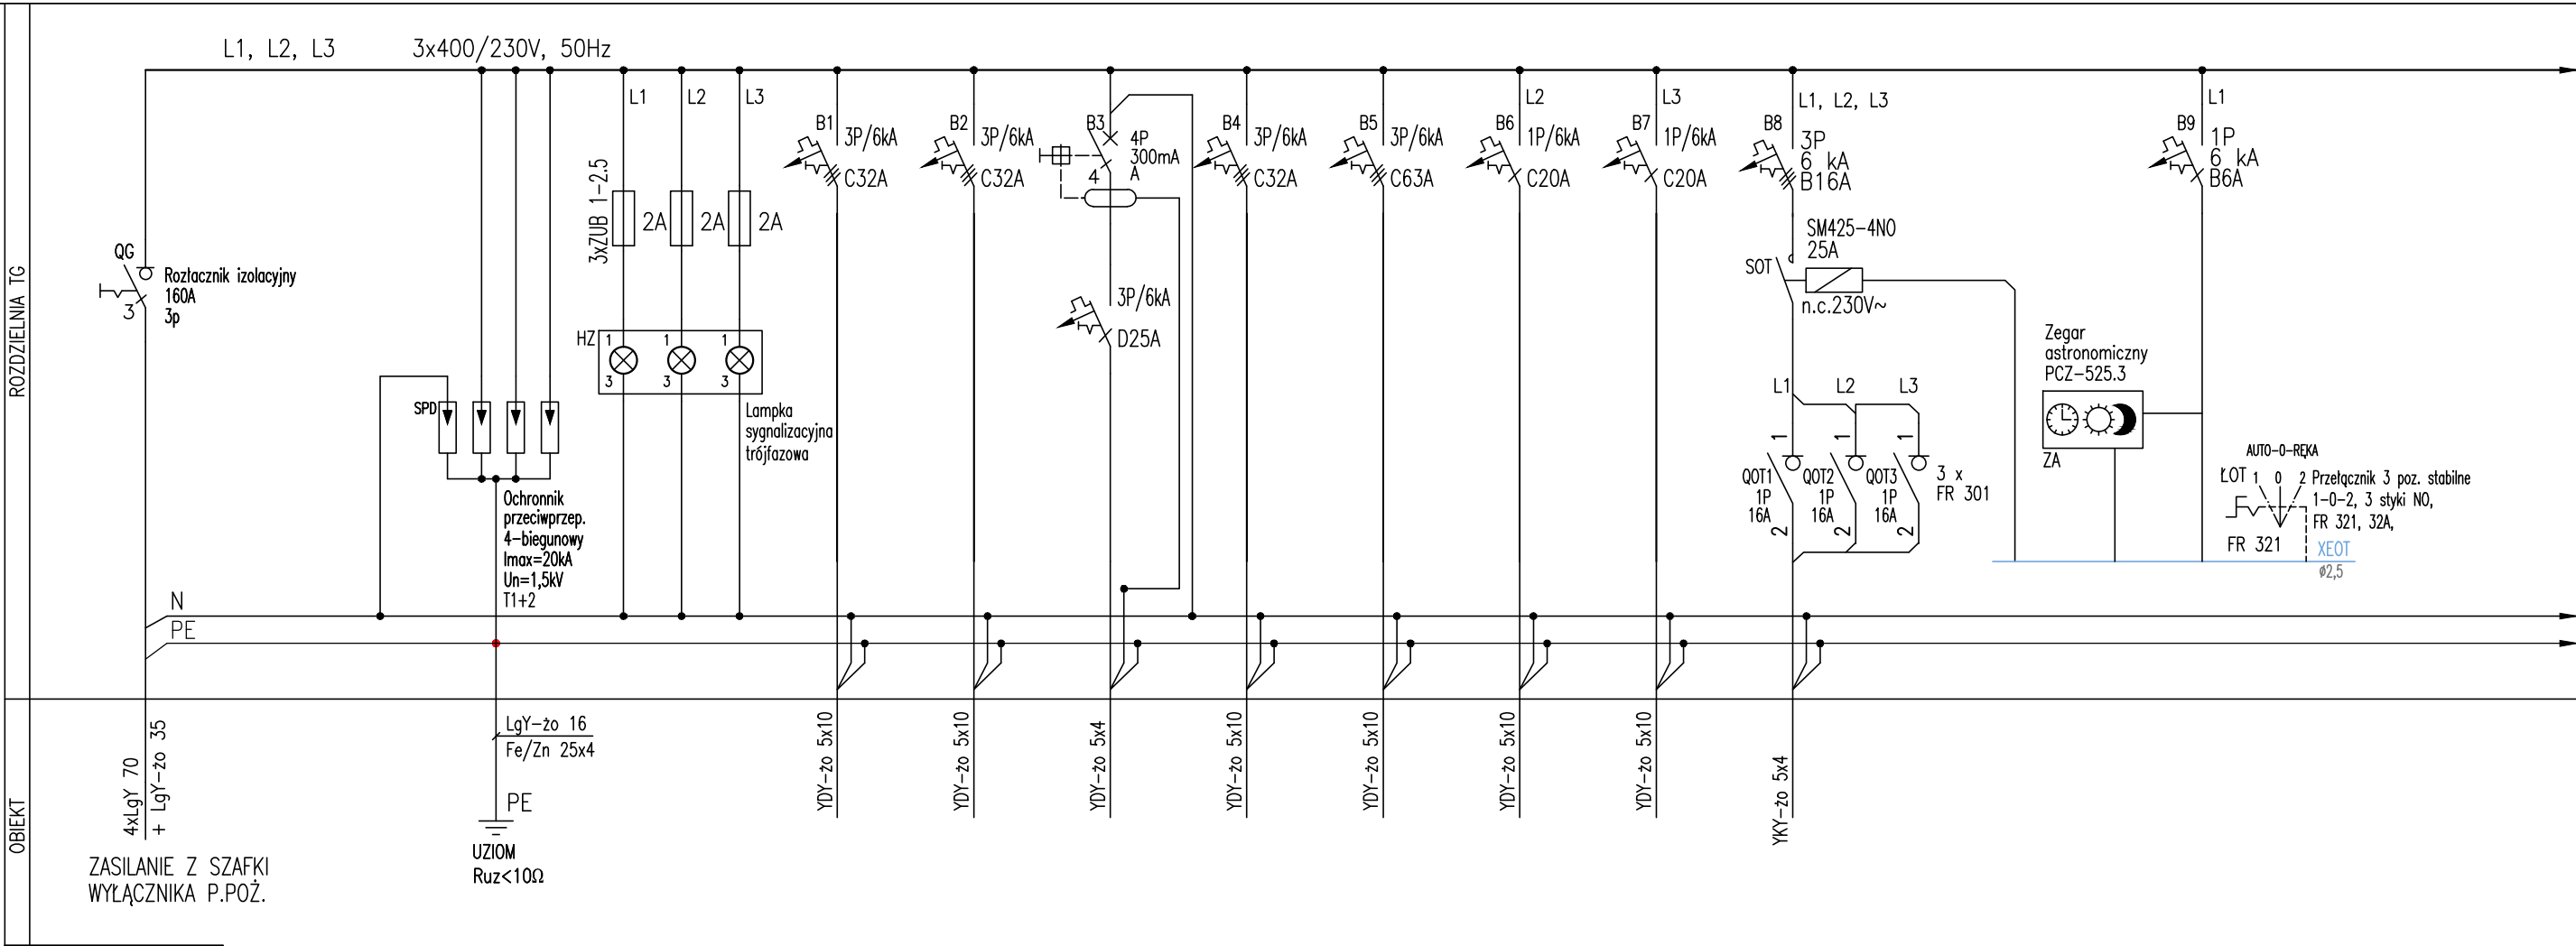 ROZDZIELNIA TG
OBIEKT
L1, L2, L3
3x400/230V, 50Hz
QG
3
Rozłacznik izolacyjny
160A
3p
N
PE
4xLgY 70
+ LgY-żo 35
ZASILANIE Z SZAFKI
WYŁĄCZNIKA P.POŻ.
SPD
Ochronnik
przeciwprzep.
4-biegunowy
Imax=20kA
Un=1,5kV
T1+2
LgY-żo 16
Fe/Zn 25x4
PE
UZIOM
Ruz<10Ω
L1
L2
L3
3xZUB 1-2.5
2A
2A
2A
HZ
1
1
1
3
3
3
Lampka
sygnalizacyjna
trójfazowa
B1
3P/6kA
C32A
YDY-żo 5x10
B2
3P/6kA
C32A
YDY-żo 5x10
B3
4P
300mA
A
4
3P/6kA
D25A
YDY-żo 5x4
B4
3P/6kA
C32A
YDY-żo 5x10
B5
3P/6kA
C63A
YDY-żo 5x10
L2
B6
1P/6kA
C20A
YDY-żo 5x10
L3
B7
1P/6kA
C20A
YDY-żo 5x10
L1, L2, L3
B8
3P
6 kA
B16A
SM425-4NO
25A
SOT
n.c.230V~
L1
L2
L3
1
1
1
QOT1
1P
16A
2
QOT2
1P
16A
2
QOT3
1P
16A
2
3 x
FR 301
YKY-żo 5x4
Zegar
astronomiczny
PCZ-525.3
ZA
L1
B9
1P
6 kA
B6A
AUTO-0-RĘKA
ŁOT 1 0 2 Przełącznik 3 poz. stabilne
1-0-2, 3 styki NO,
FR 321, 32A,
FR 321
XEOT
ø2,5